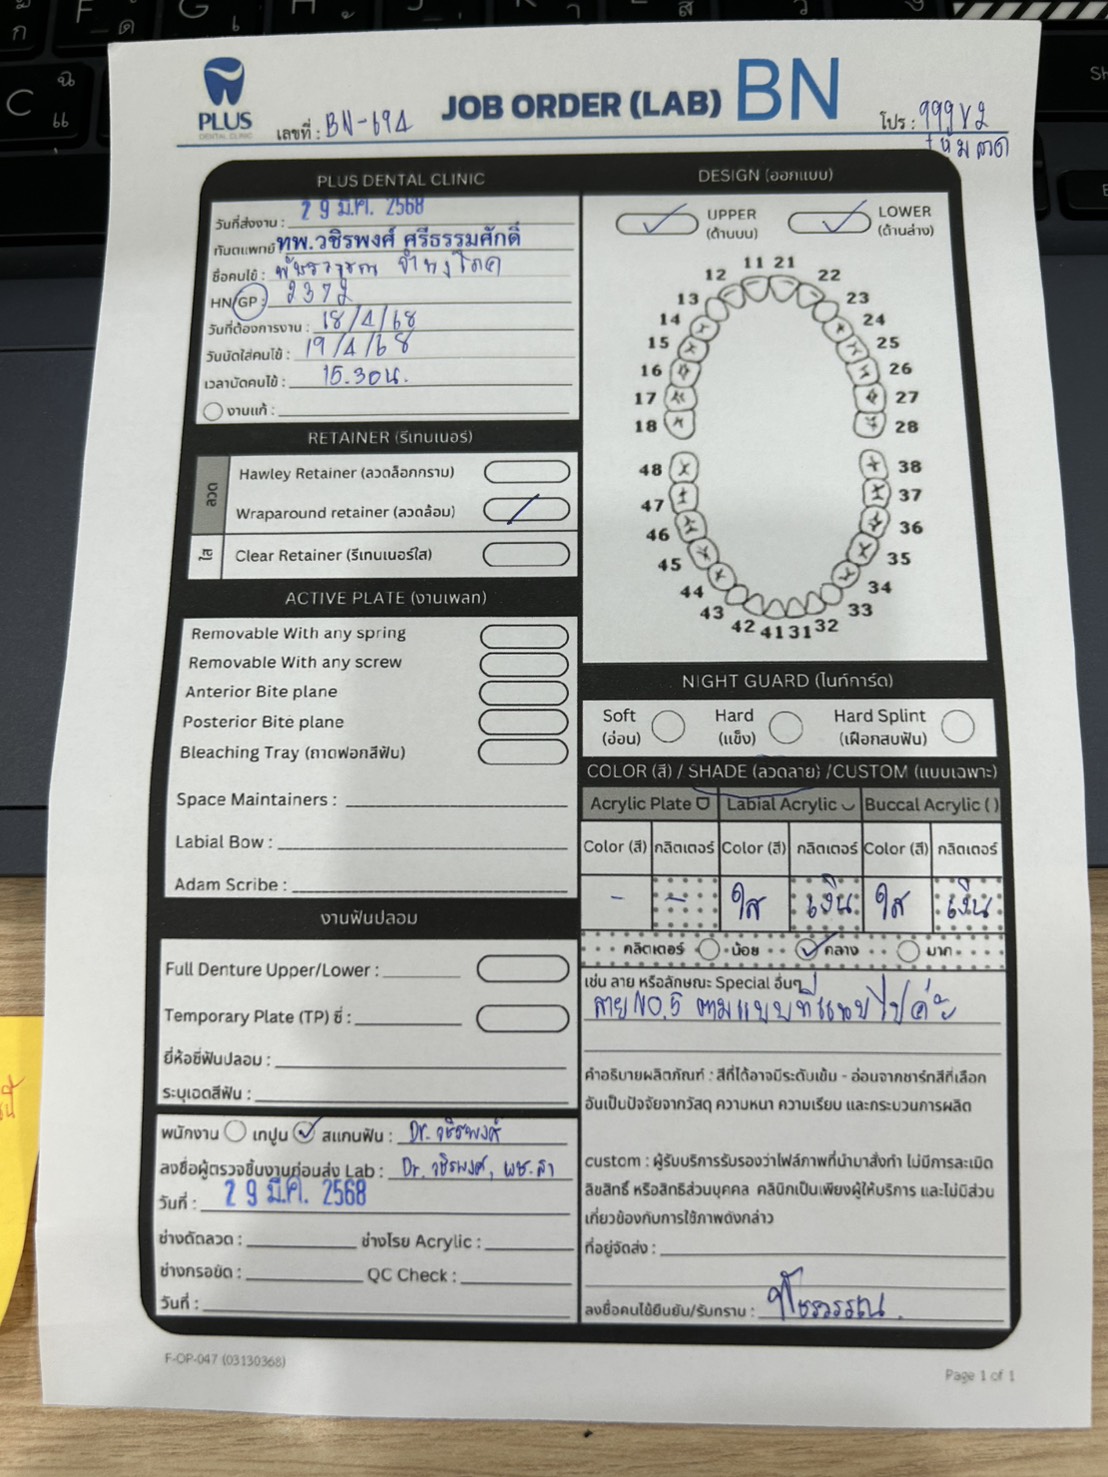 PLUS
DENTAL CLINIC
เลขที่ : BN-694
JOB ORDER (LAB) BN
โปร : 999x2
PLUS DENTAL CLINIC
วันที่ส่งงาน : 29 มี.ค. 2568
ทันตแพทย์ ทพ.วชิรพงศ์ ศรีธรรมศักดิ์
ชื่อคนไข้ :
HN/GP : 2372
วันที่ต้องการงาน : 18/4/68
วันนัดใส่คนไข้ : 19/4/68
เวลานัดคนไข้ : 15.30น.
งานแก้ :
RETAINER (รีเทนเนอร์)
ลวด
Hawley Retainer (ลวดล็อกกราม)
Wraparound retainer (ลวดล้อม)
ใส
Clear Retainer (รีเทนเนอร์ใส)
ACTIVE PLATE (งานเพลท)
Removable With any spring
Removable With any screw
Anterior Bite plane
Posterior Bite plane
Bleaching Tray (ถาดฟอกสีฟัน)
Space Maintainers :
Labial Bow :
Adam Scribe :
งานฟันปลอม
Full Denture Upper/Lower :
Temporary Plate (TP) ซี่ :
ยี่ห้อซี่ฟันปลอม :
ระบุเฉดสีฟัน :
พนักงาน เทปูน สแกนฟัน : Dr. วชิรพงศ์
ลงชื่อผู้ตรวจชิ้นงานก่อนส่ง Lab : Dr. วชิรพงศ์, ผช.ลา
วันที่ : 29 มี.ค. 2568
ช่างดัดลวด : ช่างโรย Acrylic :
ช่างกรอขัด : QC Check :
วันที่ :
DESIGN (ออกแบบ)
UPPER (ด้านบน)
LOWER (ด้านล่าง)
11 21
12 22
13 23
14 24
15 25
16 26
17 27
18 28
48 38
47 37
46 36
45 35
44 34
43 33
42 41 31 32
NIGHT GUARD (ไนท์การ์ด)
Soft (อ่อน)
Hard (แข็ง)
Hard Splint (เฝือกสบฟัน)
COLOR (สี) / SHADE (ลวดลาย) /CUSTOM (แบบเฉพาะ)
Acrylic Plate Labial Acrylic Buccal Acrylic ( )
Color (สี) กลิตเตอร์ Color (สี) กลิตเตอร์ Color (สี) กลิตเตอร์
- - ใส เงิน ใส เงิน
คลิตเตอร์ น้อย กลาง มาก
เช่น ลาย หรือลักษณะ Special อื่นๆ
ลาย NO.5 ตามแบบที่แนบไปค่ะ
คำอธิบายผลิตภัณฑ์ : สีที่ได้อาจมีระดับเข้ม - อ่อนจากชาร์ทสีที่เลือก
อันเป็นปัจจัยจากวัสดุ ความหนา ความเรียบ และกระบวนการผลิต
custom : ผู้รับบริการรับรองว่าไฟล์ภาพที่นำมาสั่งทำ ไม่มีการละเมิด
ลิขสิทธิ์ หรือสิทธิส่วนบุคคล คลินิกเป็นเพียงผู้ให้บริการ และไม่มีส่วน
เกี่ยวข้องกับการใช้ภาพดังกล่าว
ที่อยู่จัดส่ง :
ลงชื่อคนไข้ยืนยัน/รับทราบ :
F-OP-047 (03130368)
Page 1 of 1